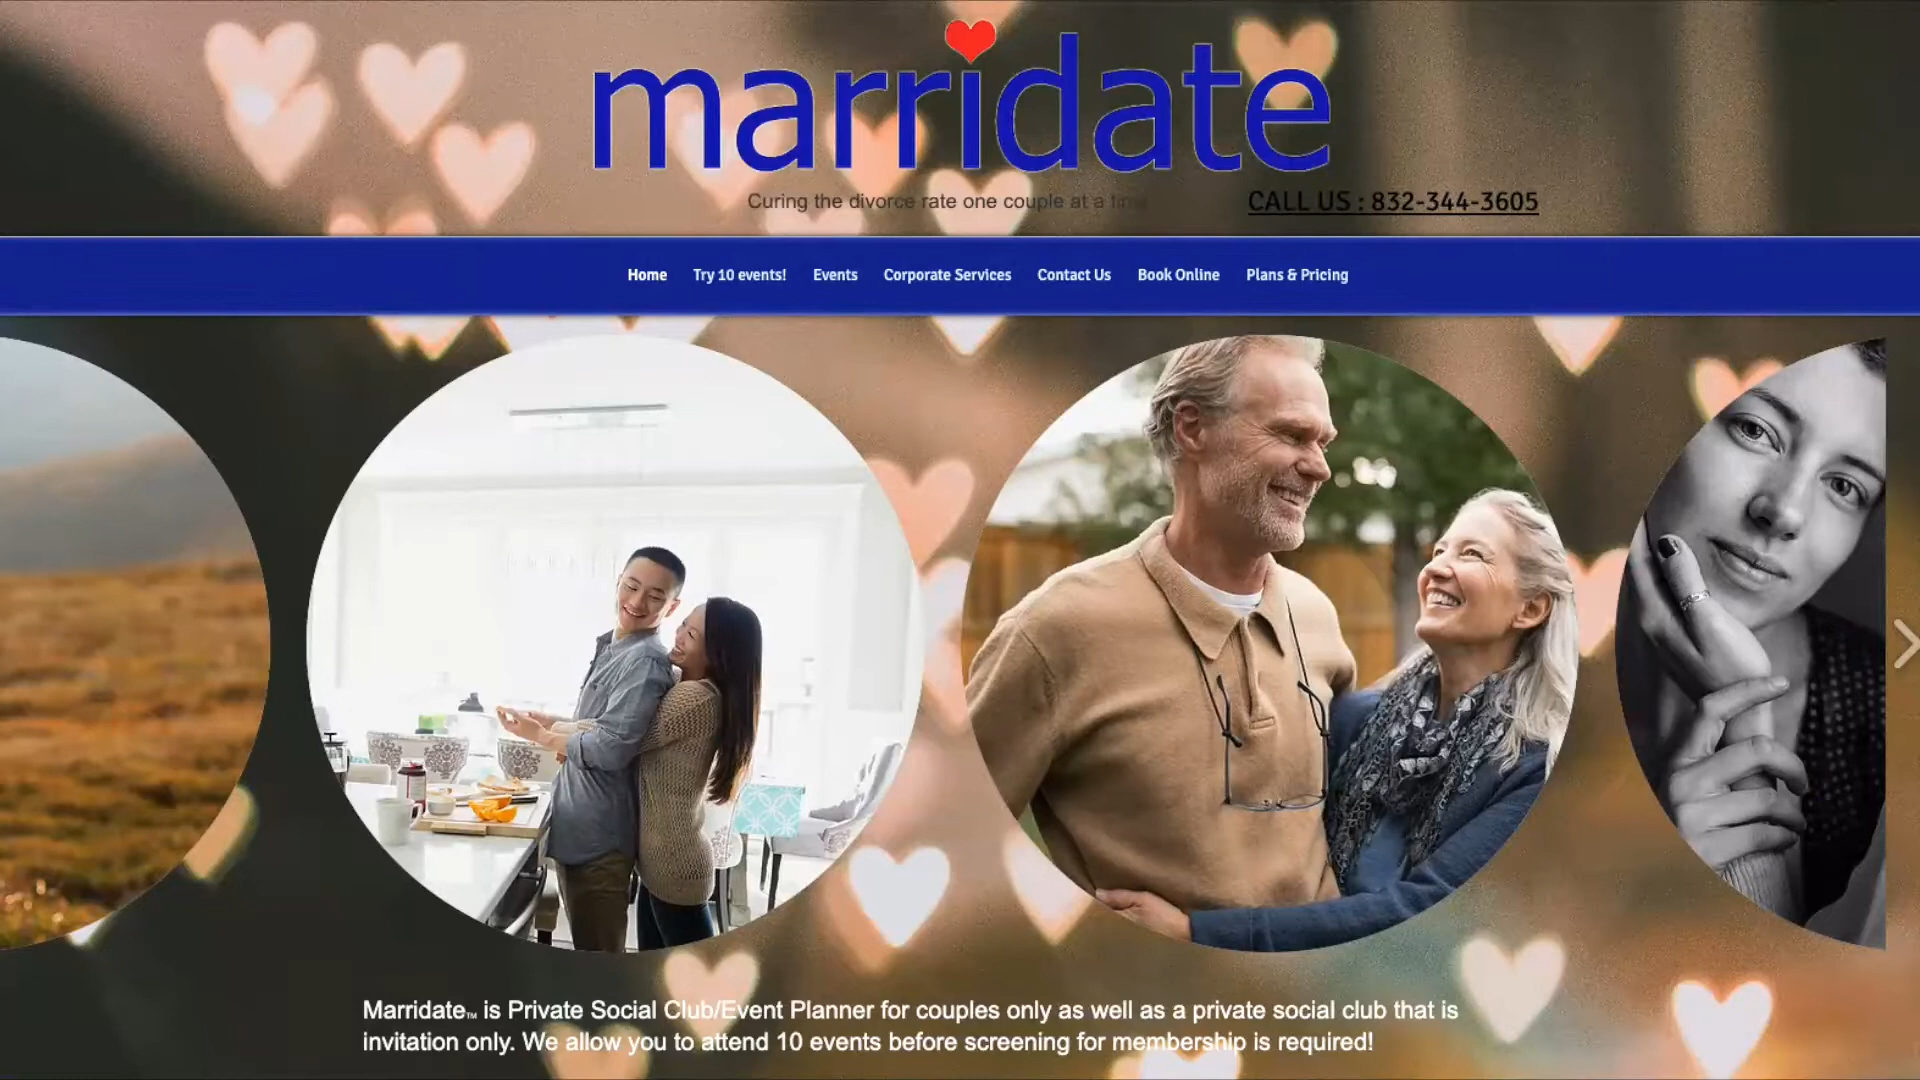 marridate
Curing the divorce rate one couple at a time
CALL US : 832-344-3605
Home Try 10 events! Events Corporate Services Contact Us Book Online Plans & Pricing
Marridate™ is Private Social Club/Event Planner for couples only as well as a private social club that is
invitation only. We allow you to attend 10 events before screening for membership is required!